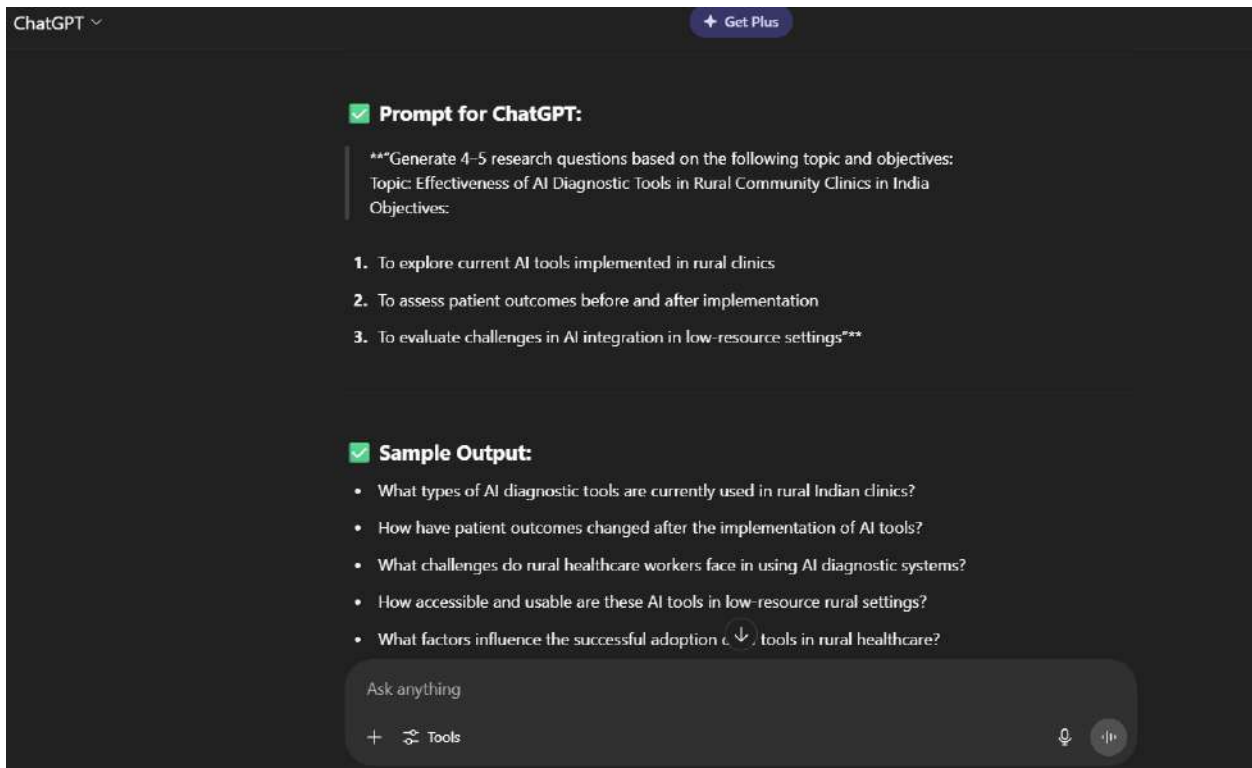 ChatGPT
Get Plus
Prompt for ChatGPT:
**"Generate 4–5 research questions based on the following topic and objectives:
Topic: Effectiveness of AI Diagnostic Tools in Rural Community Clinics in India
Objectives:
1. To explore current AI tools implemented in rural clinics
2. To assess patient outcomes before and after implementation
3. To evaluate challenges in AI integration in low-resource settings"**
Sample Output:
• What types of AI diagnostic tools are currently used in rural Indian clinics?
• How have patient outcomes changed after the implementation of AI tools?
• What challenges do rural healthcare workers face in using AI diagnostic systems?
• How accessible and usable are these AI tools in low-resource rural settings?
• What factors influence the successful adoption tools in rural healthcare?
Ask anything
Tools